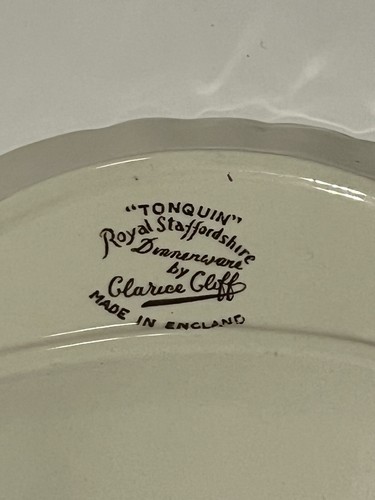 "TONQUIN"
Royal Staffordshire
Dinnerware
by
Clarice Cliff
MADE IN ENGLAND